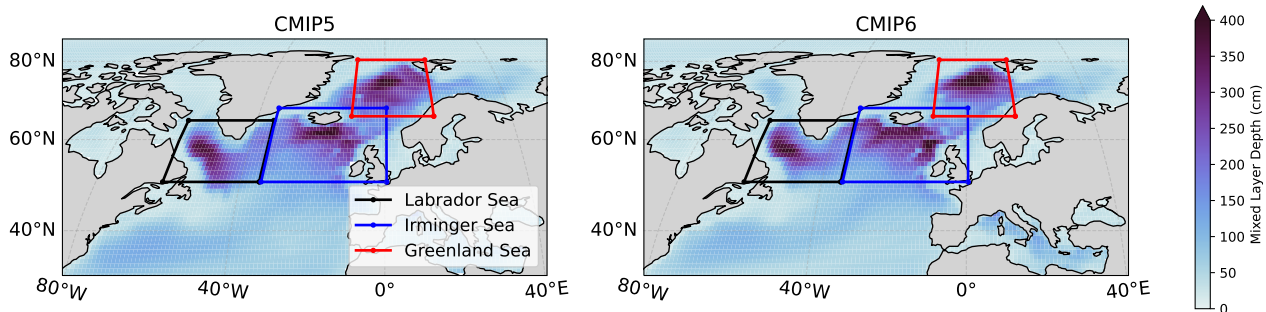 CMIP5
CMIP6
80°N
60°N
40°N
80°W
40°W
0°
40°E
Labrador Sea
Irminger Sea
Greenland Sea
80°N
60°N
40°N
80°W
40°W
0°
40°E
400
350
300
250
200
150
100
50
0
Mixed Layer Depth (cm)